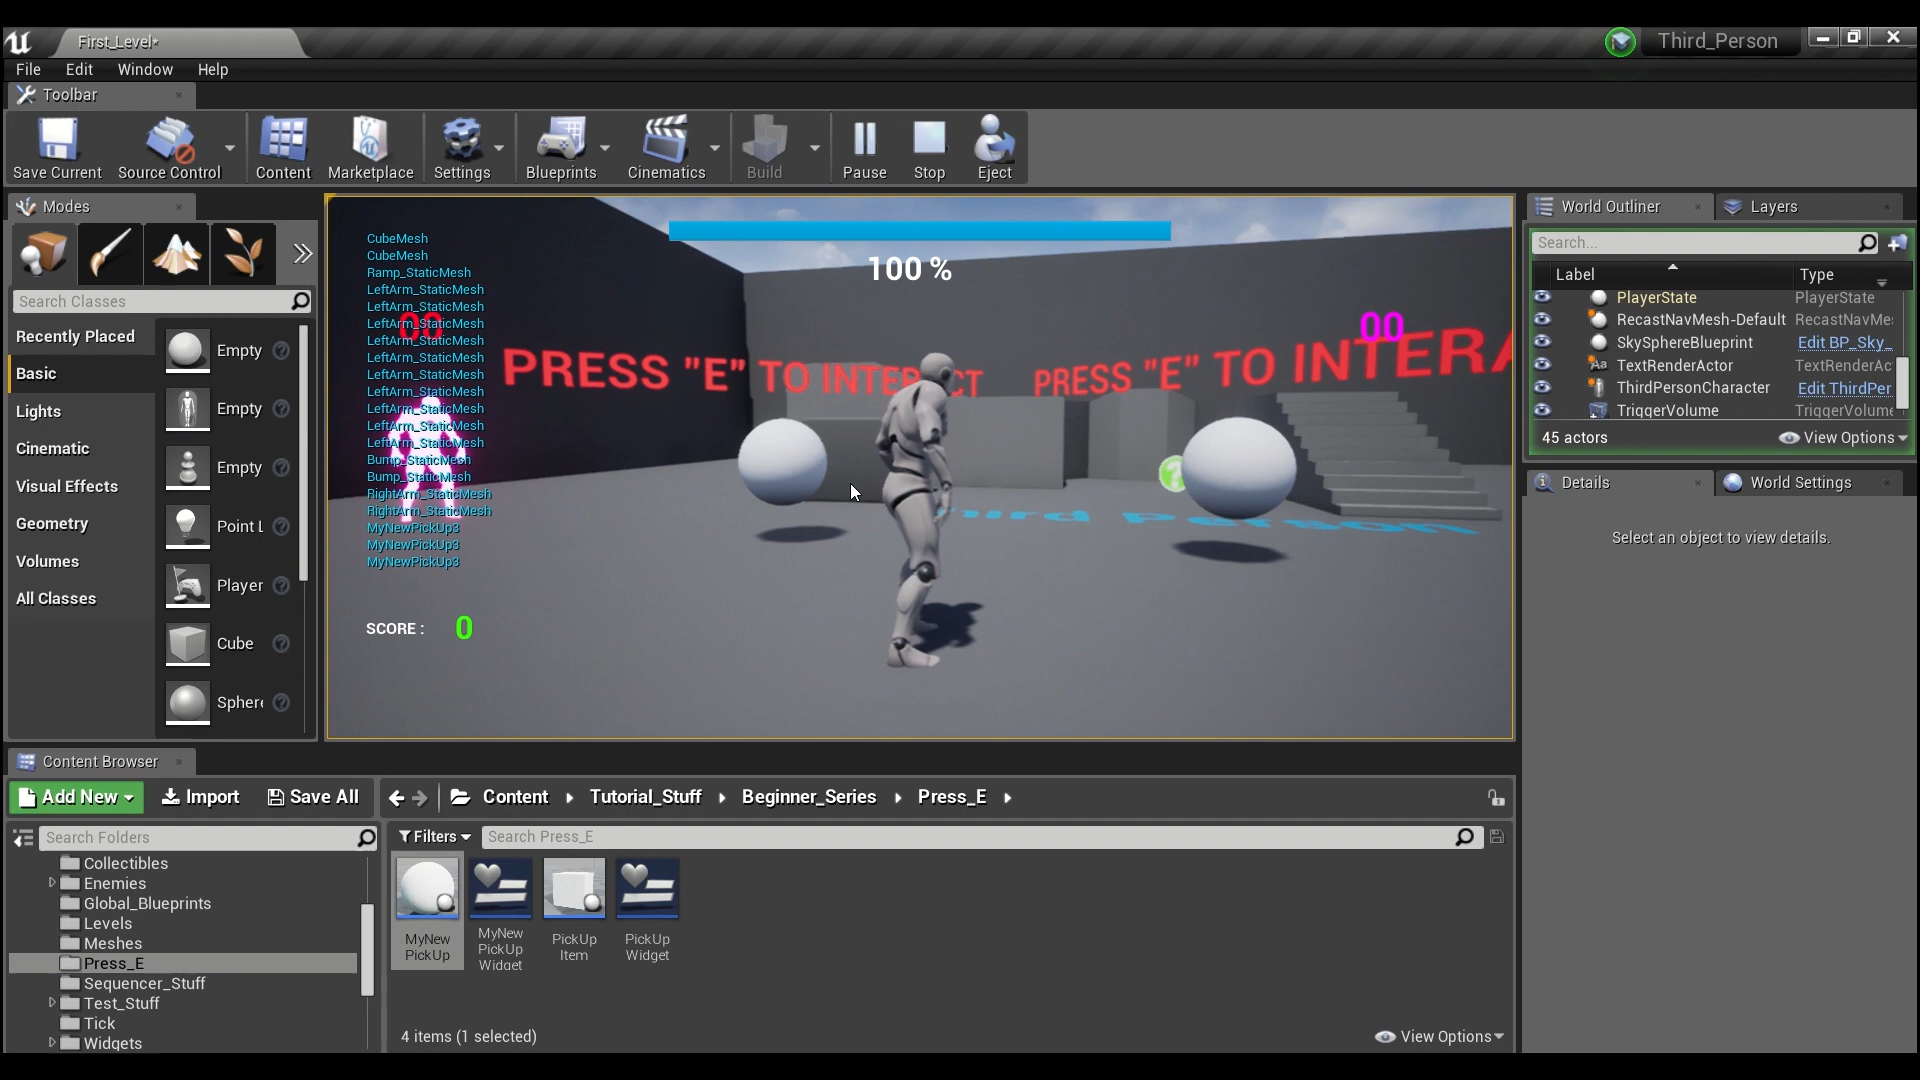 First_Level*
Third_Person
File Edit Window Help
Toolbar
Save Current
Source Control
Content
Marketplace
Settings
Blueprints
Cinematics
Build
Pause
Stop
Eject
Modes
Search Classes
Recently Placed
Basic
Lights
Cinematic
Visual Effects
Geometry
Volumes
All Classes
Empty
Empty
Empty
Point L
Player
Cube
Sphere
CubeMesh
CubeMesh
Ramp_StaticMesh
LeftArm_StaticMesh
LeftArm_StaticMesh
LeftArm_StaticMesh
LeftArm_StaticMesh
LeftArm_StaticMesh
LeftArm_StaticMesh
LeftArm_StaticMesh
LeftArm_StaticMesh
LeftArm_StaticMesh
LeftArm_StaticMesh
Bump_StaticMesh
Bump_StaticMesh
RightArm_StaticMesh
RightArm_StaticMesh
MyNewPickUp3
MyNewPickUp3
MyNewPickUp3
100 %
00
00
PRESS "E" TO INTERACT
PRESS "E" TO INTERA
Third Person
SCORE : 0
World Outliner
Layers
Search...
Label Type
PlayerState PlayerState
RecastNavMesh-Default RecastNavMe
SkySphereBlueprint Edit BP_Sky_
TextRenderActor TextRenderAc
ThirdPersonCharacter Edit ThirdPer
TriggerVolume TriggerVolume
45 actors View Options
Details
World Settings
Select an object to view details.
Content Browser
Add New Import Save All
Content Tutorial_Stuff Beginner_Series Press_E
Search Folders
Filters
Search Press_E
Collectibles
Enemies
Global_Blueprints
Levels
Meshes
Press_E
Sequencer_Stuff
Test_Stuff
Tick
Widgets
MyNew
PickUp
MyNew
PickUp
Widget
PickUp
Item
PickUp
Widget
4 items (1 selected)
View Options